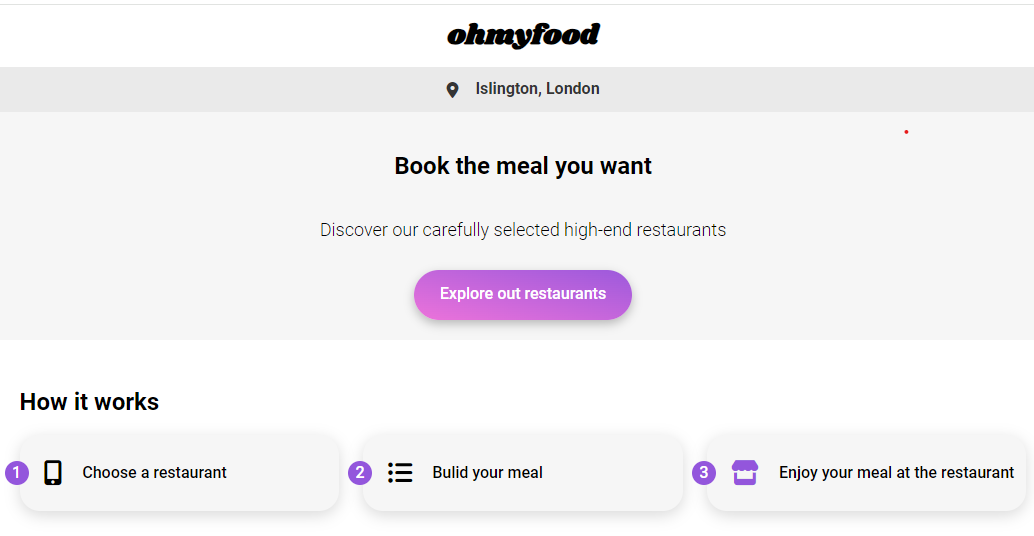 ohmyfood
Islington, London
Book the meal you want
Discover our carefully selected high-end restaurants
Explore out restaurants
How it works
1 Choose a restaurant
2 Bulid your meal
3 Enjoy your meal at the restaurant